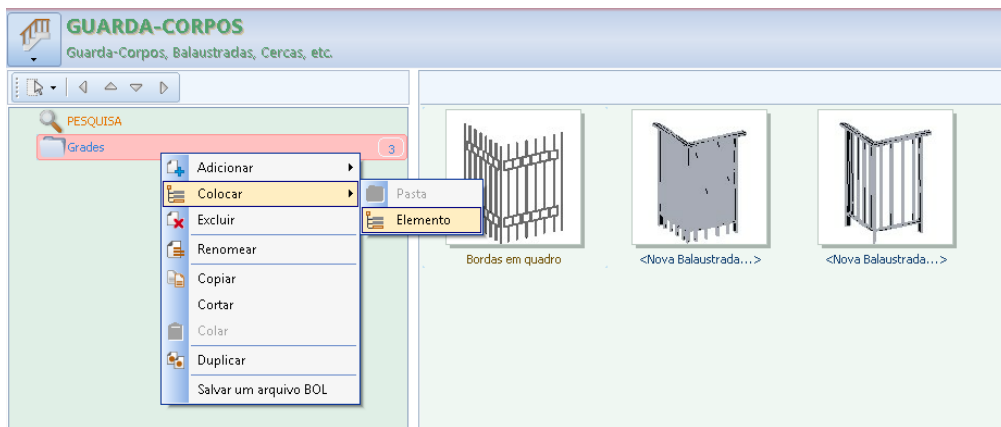 GUARDA-CORPOS
Guarda-Corpos, Balaustradas, Cercas, etc.
PESQUISA
Grades 3
Adicionar
Colocar
Excluir
Renomear
Copiar
Cortar
Colar
Duplicar
Salvar um arquivo BOL
Pasta
Elemento
Bordas em quadro
<Nova Balaustrada...>
<Nova Balaustrada...>